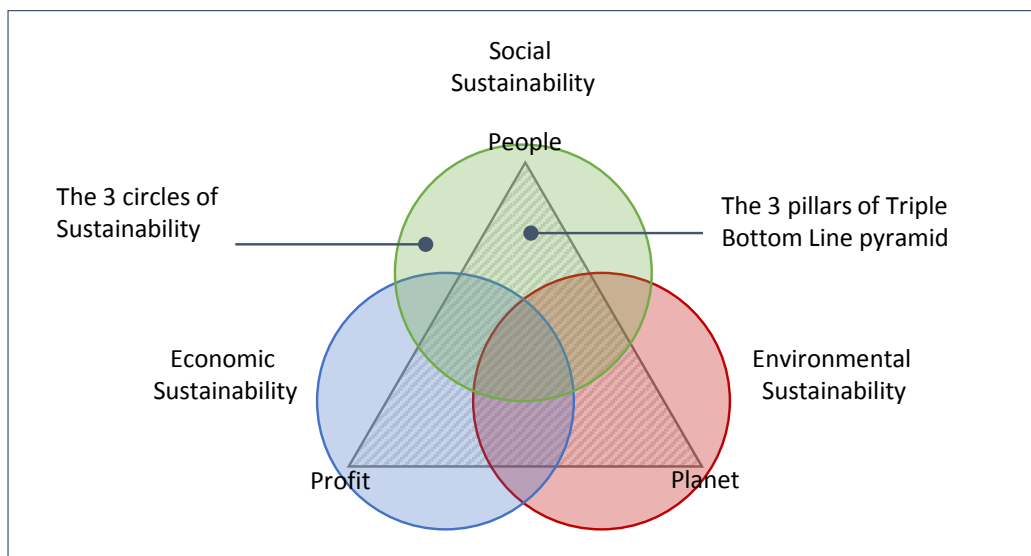 Social
Sustainability
People
The 3 circles of
Sustainability
The 3 pillars of Triple
Bottom Line pyramid
Economic
Sustainability
Environmental
Sustainability
Profit
Planet